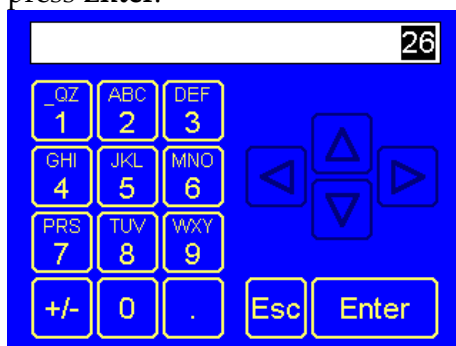 press Enter.
26
_QZ ABC DEF
1 2 3
GHI JKL MNO
4 5 6
PRS TUV WXY
7 8 9
+/- 0 . Esc Enter